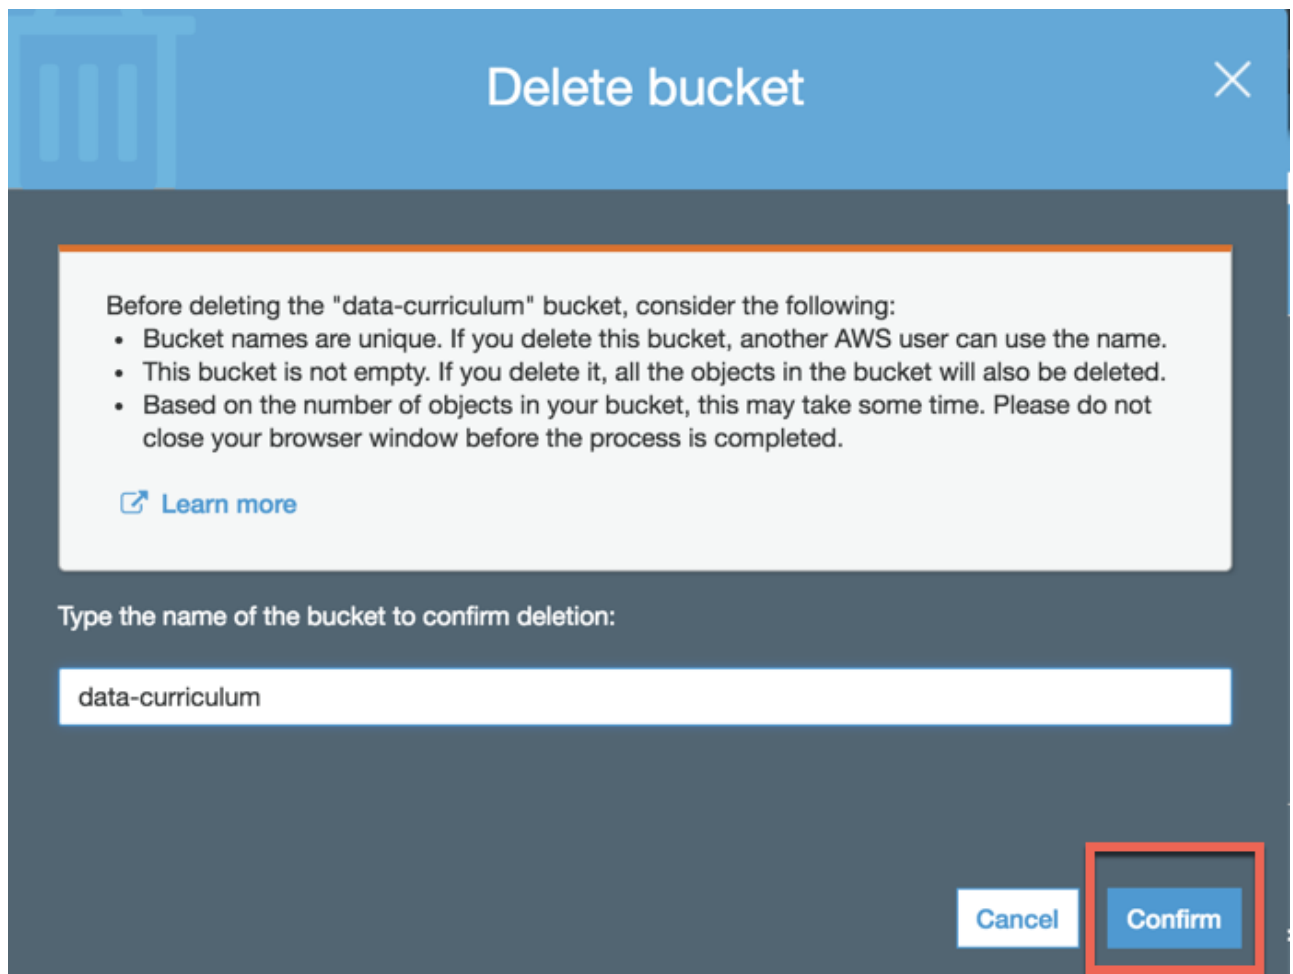 Delete bucket
Before deleting the "data-curriculum" bucket, consider the following:
• Bucket names are unique. If you delete this bucket, another AWS user can use the name.
• This bucket is not empty. If you delete it, all the objects in the bucket will also be deleted.
• Based on the number of objects in your bucket, this may take some time. Please do not
close your browser window before the process is completed.
Learn more
Type the name of the bucket to confirm deletion:
data-curriculum
Cancel Confirm